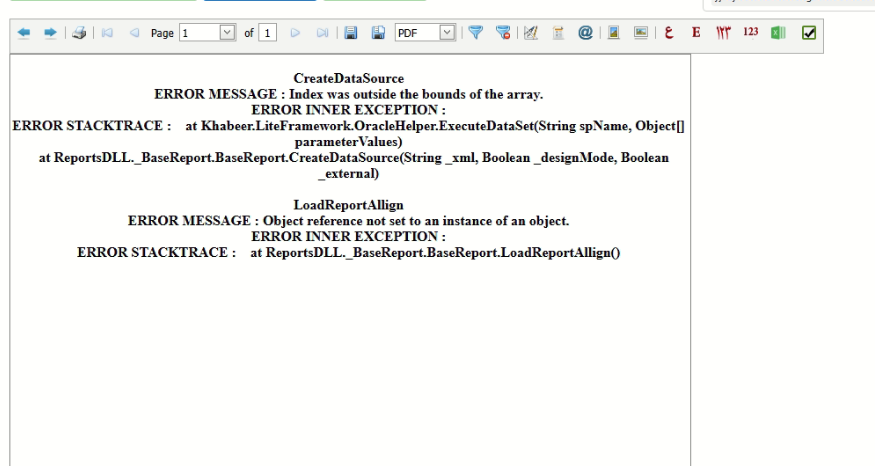 Page 1 of 1 PDF @ ع E ١٢٣ 123
CreateDataSource
ERROR MESSAGE : Index was outside the bounds of the array.
ERROR INNER EXCEPTION :
ERROR STACKTRACE : at Khabeer.LiteFramework.OracleHelper.ExecuteDataSet(String spName, Object[]
parameterValues)
at ReportsDLL._BaseReport.BaseReport.CreateDataSource(String _xml, Boolean _designMode, Boolean
_external)
LoadReportAllign
ERROR MESSAGE : Object reference not set to an instance of an object.
ERROR INNER EXCEPTION :
ERROR STACKTRACE : at ReportsDLL._BaseReport.BaseReport.LoadReportAllign()